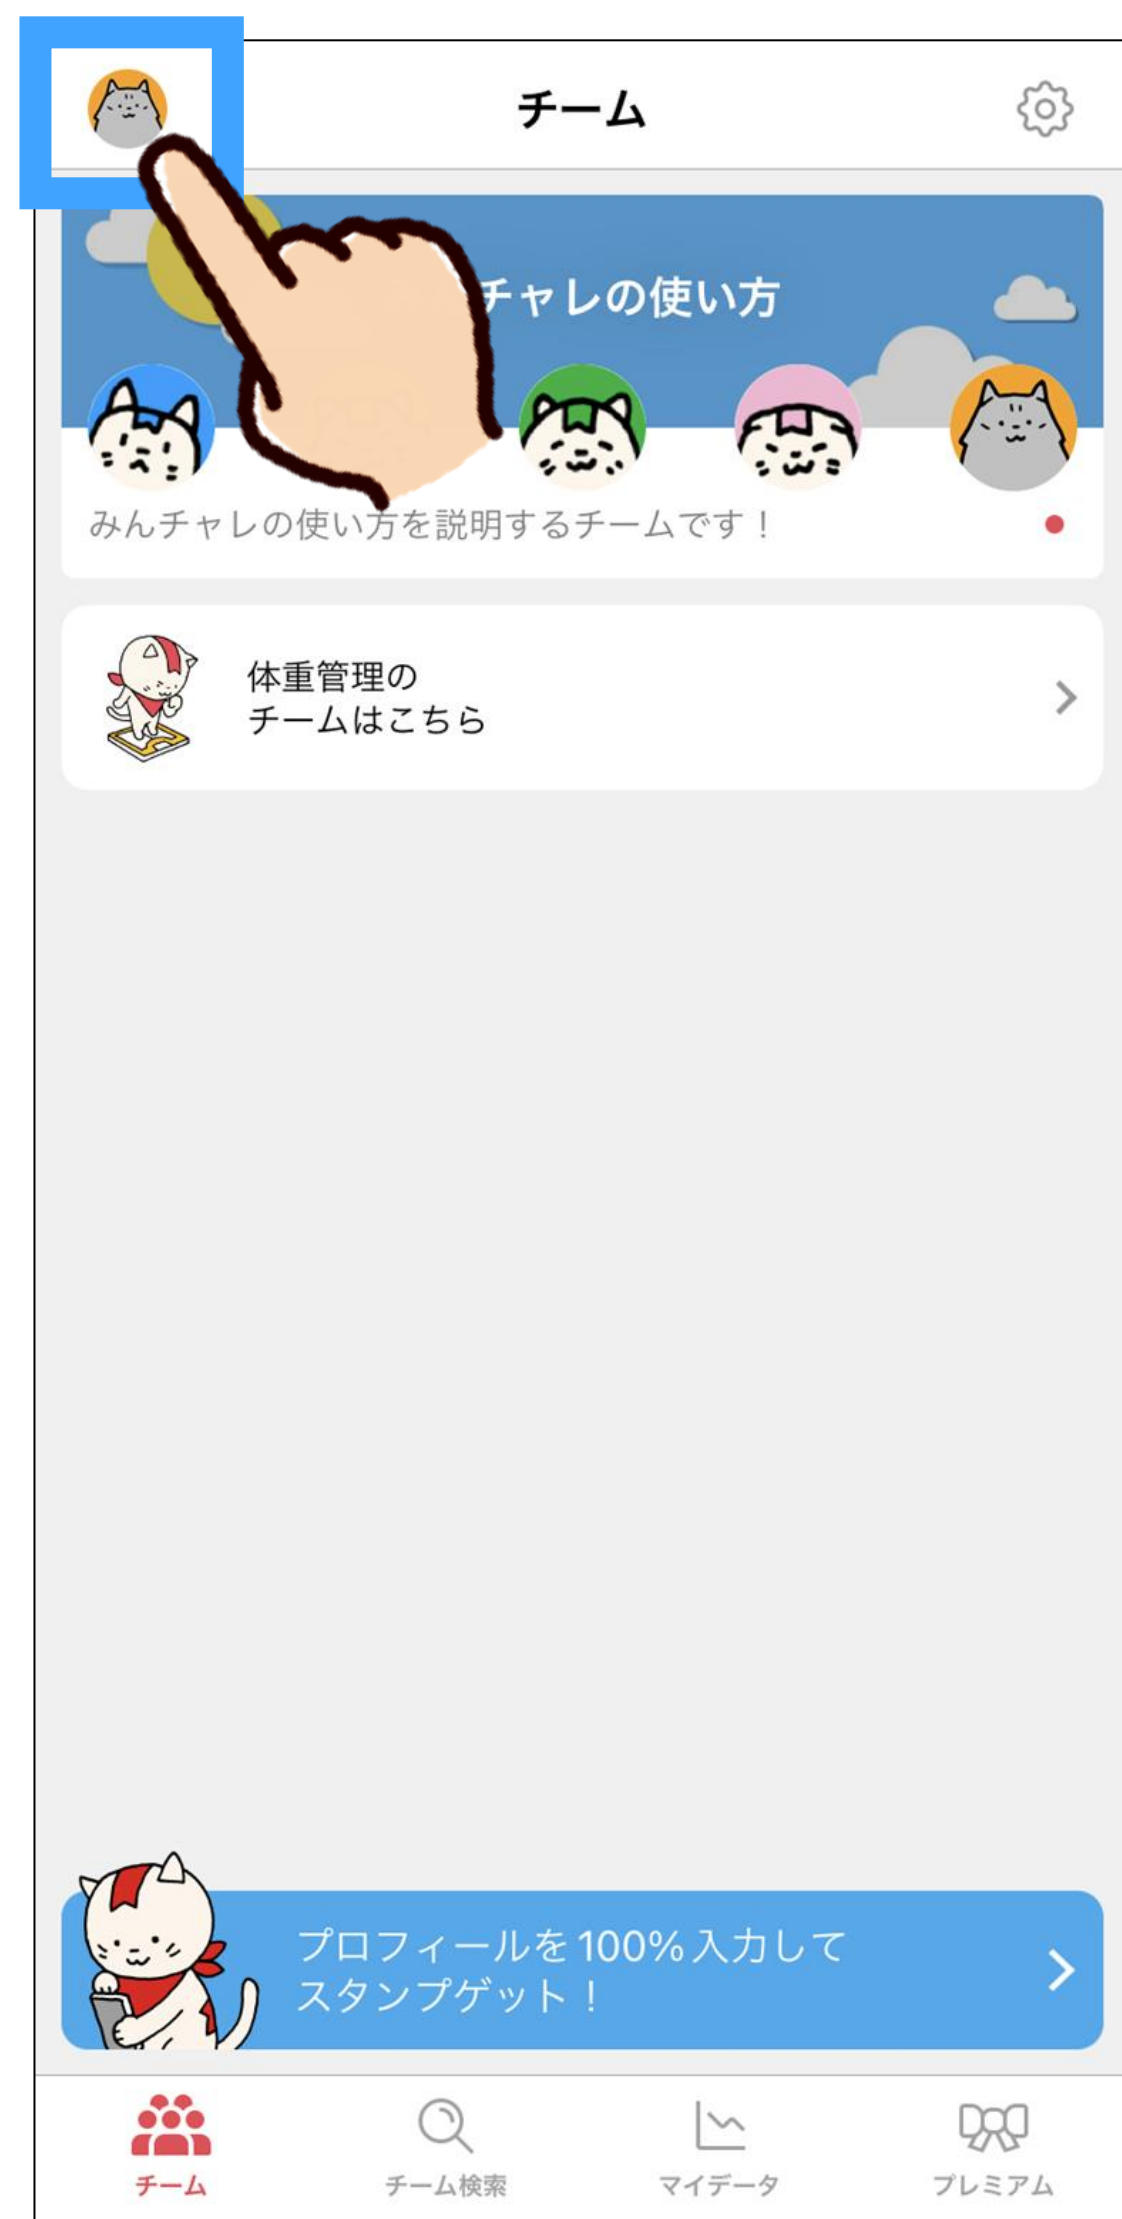 チーム
チャレの使い方
みんチャレの使い方を説明するチームです！
体重管理の
チームはこちら
プロフィールを100%入力して
スタンプゲット！
チーム
チーム検索
マイデータ
プレミアム